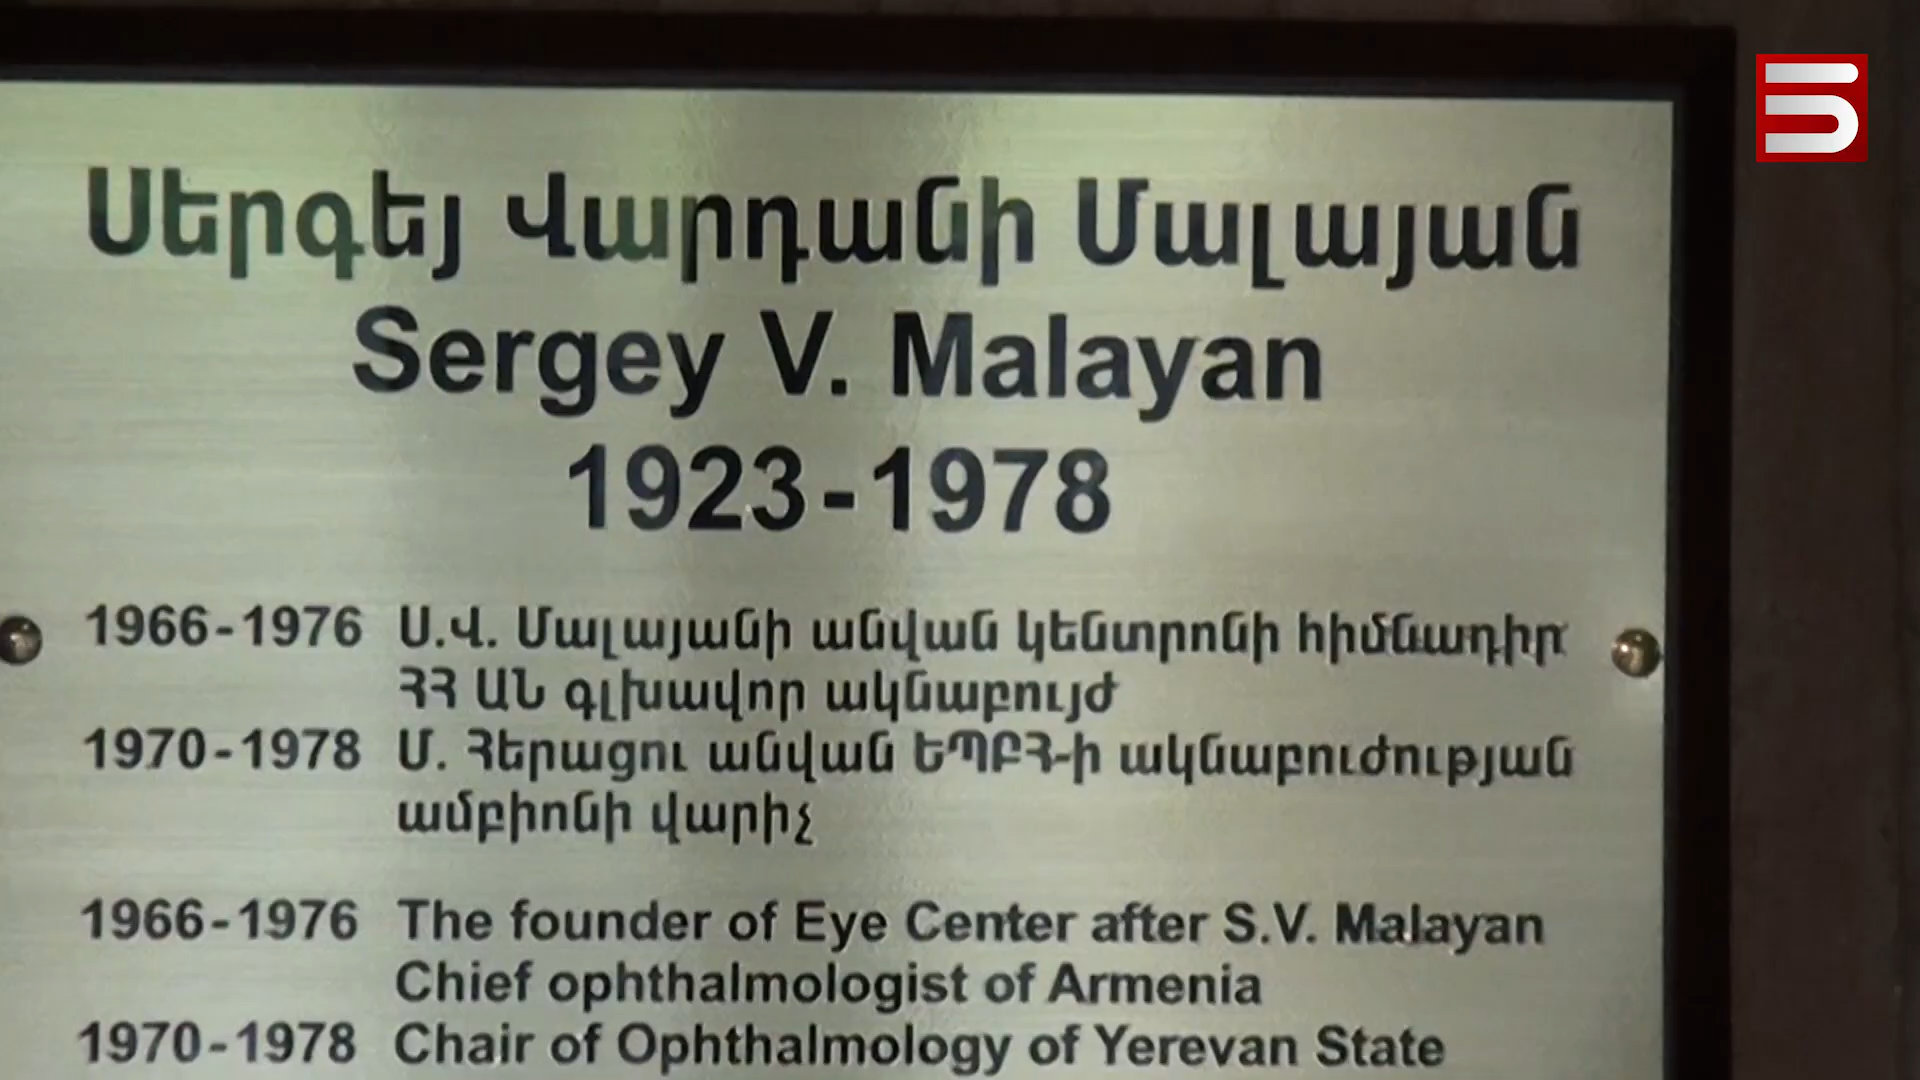 Սերգեյ Վարդանի Մալայան
Sergey V. Malayan
1923-1978
1966-1976 Ս.Վ. Մալայանի անվան կենտրոնի հիմնադիր
ՀՀ ԱՆ գլխավոր ակնաբույժ
1970-1978 Մ. Հերացու անվան ԵՊԲՀ-ի ակնաբուժության
ամբիոնի վարիչ
1966-1976 The founder of Eye Center after S.V. Malayan
Chief ophthalmologist of Armenia
1970-1978 Chair of Ophthalmology of Yerevan State